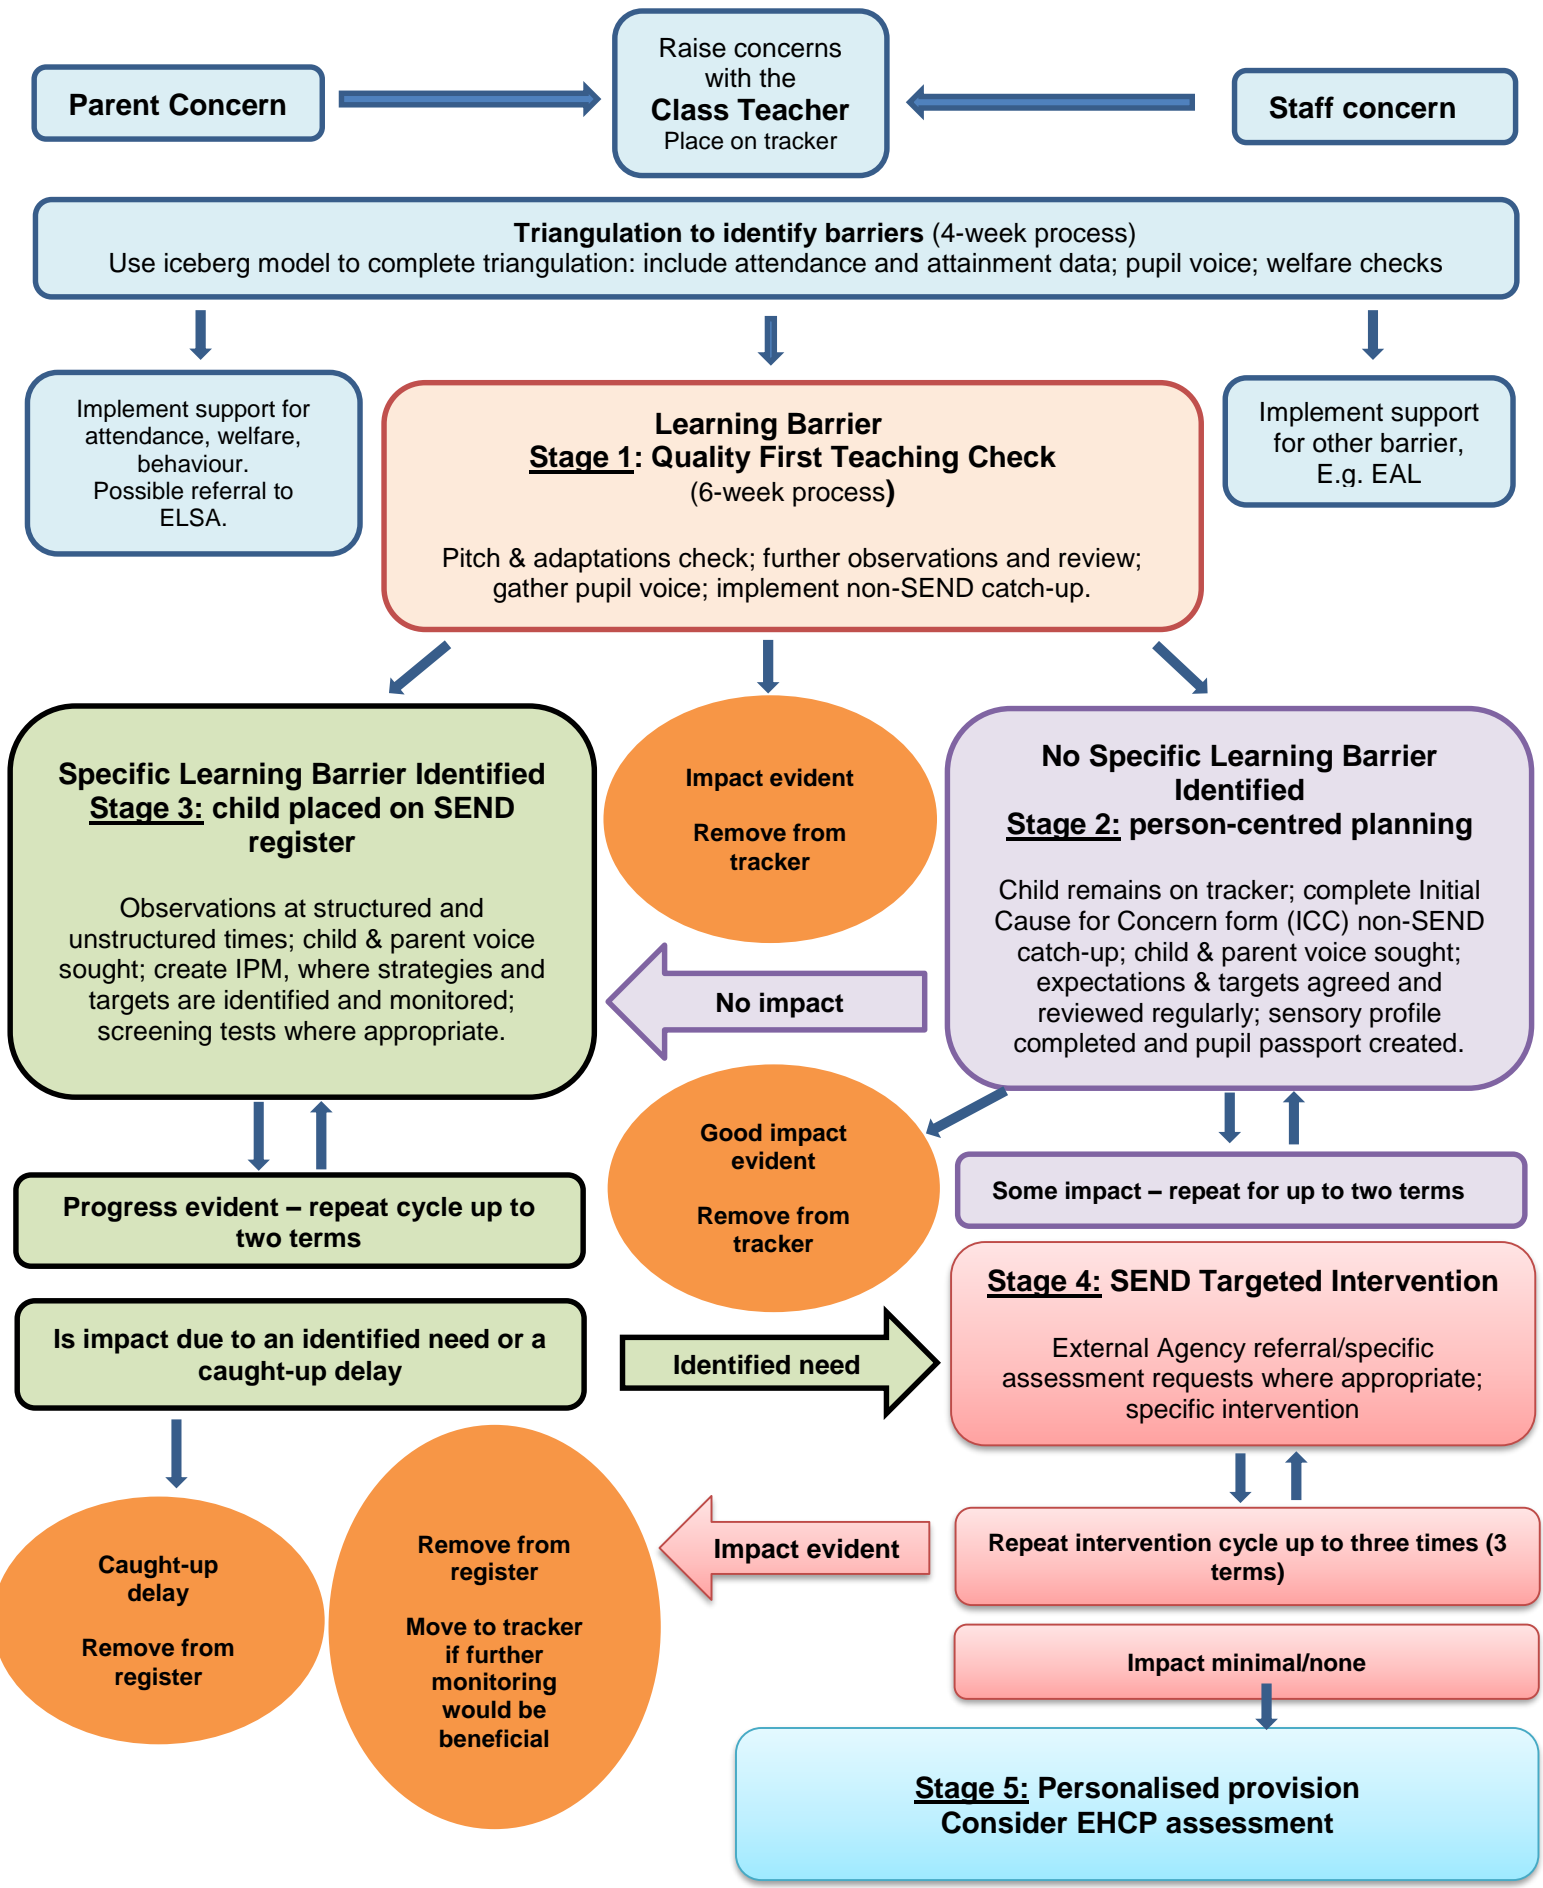 Parent Concern
Raise concerns
with the
Class Teacher
Place on tracker
Staff concern
Triangulation to identify barriers (4-week process)
Use iceberg model to complete triangulation: include attendance and attainment data; pupil voice; welfare checks
Implement support for
attendance, welfare,
behaviour.
Possible referral to
ELSA.
Learning Barrier
Stage 1: Quality First Teaching Check
(6-week process)
Pitch & adaptations check; further observations and review;
gather pupil voice; implement non-SEND catch-up.
Implement support
for other barrier,
E.g. EAL
Specific Learning Barrier Identified
Stage 3: child placed on SEND
register
Observations at structured and
unstructured times; child & parent voice
sought; create IPM, where strategies and
targets are identified and monitored;
screening tests where appropriate.
Impact evident
Remove from
tracker
No Specific Learning Barrier
Identified
Stage 2: person-centred planning
Child remains on tracker; complete Initial
Cause for Concern form (ICC) non-SEND
catch-up; child & parent voice sought;
expectations & targets agreed and
reviewed regularly; sensory profile
completed and pupil passport created.
No impact
Good impact
evident
Remove from
tracker
Progress evident – repeat cycle up to
two terms
Some impact – repeat for up to two terms
Is impact due to an identified need or a
caught-up delay
Identified need
Stage 4: SEND Targeted Intervention
External Agency referral/specific
assessment requests where appropriate;
specific intervention
Caught-up
delay
Remove from
register
Remove from
register
Move to tracker
if further
monitoring
would be
beneficial
Impact evident
Repeat intervention cycle up to three times (3
terms)
Impact minimal/none
Stage 5: Personalised provision
Consider EHCP assessment